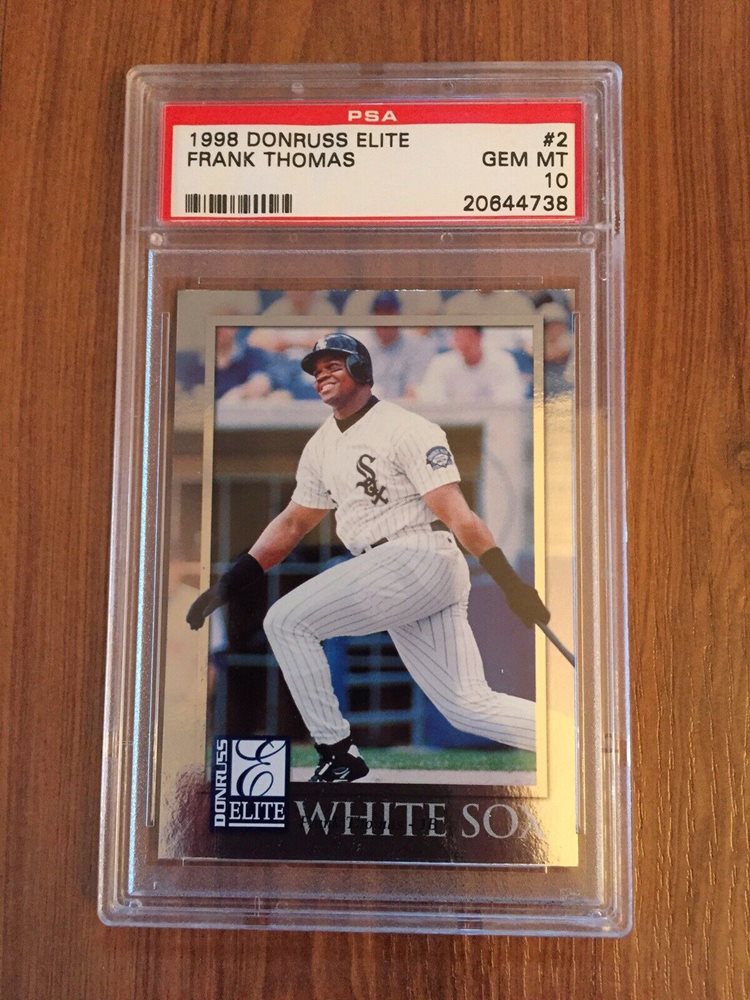 PSA
1998 DONRUSS ELITE #2
FRANK THOMAS GEM MT
10
20644738
Sox
DONRUSS
E
ELITE
WHITE SOX